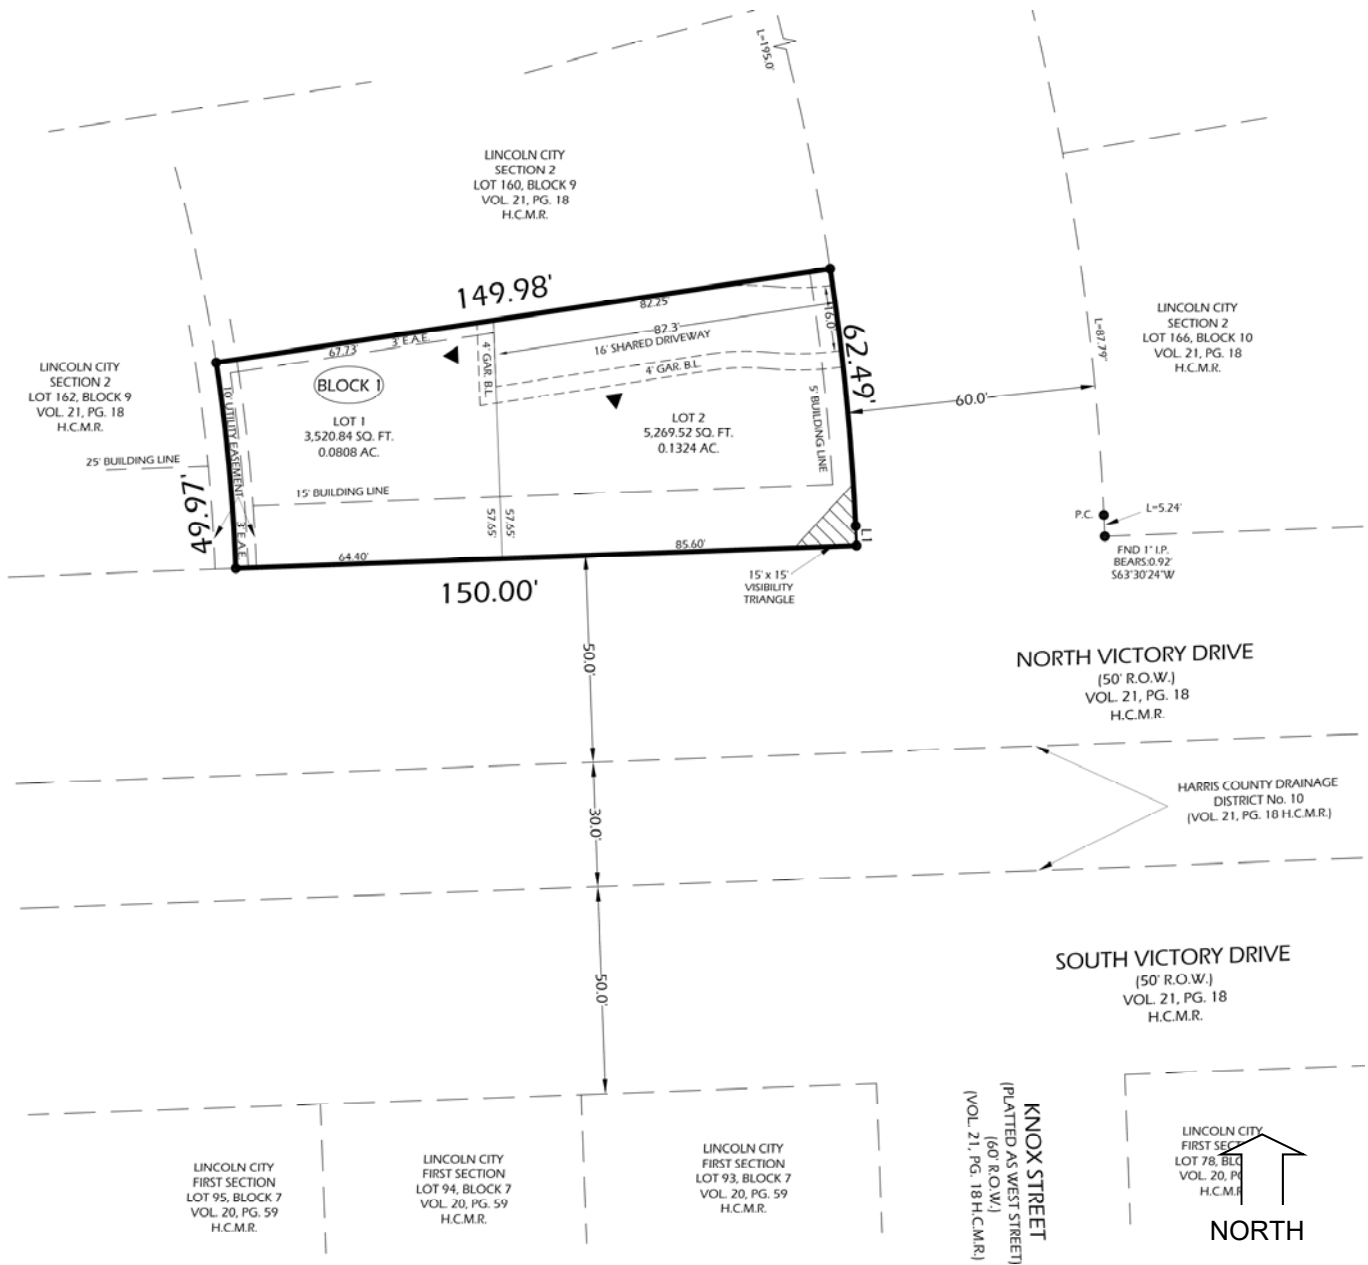 L=195.0'
LINCOLN CITY
SECTION 2
LOT 160, BLOCK 9
VOL. 21, PG. 18
H.C.M.R.
149.98'
82.25'
87.3'
16' SHARED DRIVEWAY
16.0'
4' GAR. B.L.
67.73'
3' E.A.E.
4' GAR. B.L.
BLOCK 1
LOT 1
3,520.84 SQ. FT.
0.0808 AC.
LOT 2
5,269.52 SQ. FT.
0.1324 AC.
62.49'
60.0'
L=87.79'
LINCOLN CITY
SECTION 2
LOT 166, BLOCK 10
VOL. 21, PG. 18
H.C.M.R.
LINCOLN CITY
SECTION 2
LOT 162, BLOCK 9
VOL. 21, PG. 18
H.C.M.R.
25' BUILDING LINE
10' UTILITY EASEMENT
3' E.A.E.
15' BUILDING LINE
5' BUILDING LINE
49.97'
57.65'
57.65'
64.40'
85.60'
L1
150.00'
15' x 15'
VISIBILITY
TRIANGLE
P.C.
L=5.24'
FND 1" I.P.
BEARS:0.92'
S63°30'24"W
50.0'
NORTH VICTORY DRIVE
(50' R.O.W.)
VOL. 21, PG. 18
H.C.M.R.
30.0'
HARRIS COUNTY DRAINAGE
DISTRICT No. 10
(VOL. 21, PG. 18 H.C.M.R.)
50.0'
SOUTH VICTORY DRIVE
(50' R.O.W.)
VOL. 21, PG. 18
H.C.M.R.
KNOX STREET
(PLATTED AS WEST STREET)
(60' R.O.W.)
(VOL. 21, PG. 18 H.C.M.R.)
LINCOLN CITY
FIRST SECTION
LOT 95, BLOCK 7
VOL. 20, PG. 59
H.C.M.R.
LINCOLN CITY
FIRST SECTION
LOT 94, BLOCK 7
VOL. 20, PG. 59
H.C.M.R.
LINCOLN CITY
FIRST SECTION
LOT 93, BLOCK 7
VOL. 20, PG. 59
H.C.M.R.
LINCOLN CITY
FIRST
LOT 78,
VOL. 20,
NORTH